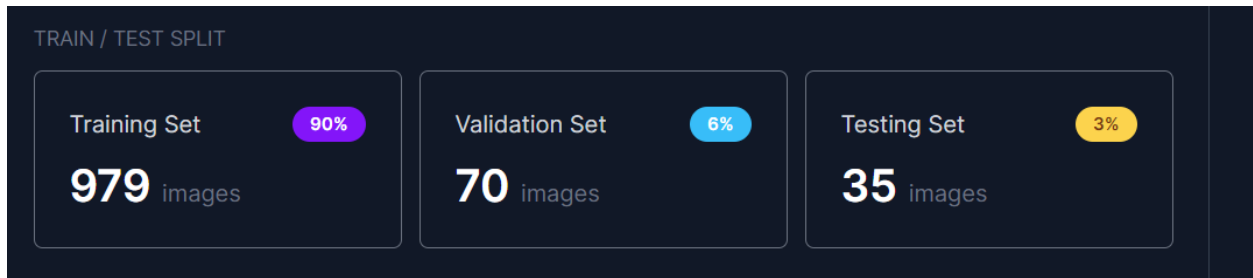 TRAIN / TEST SPLIT
Training Set 90%
979 images
Validation Set 6%
70 images
Testing Set 3%
35 images